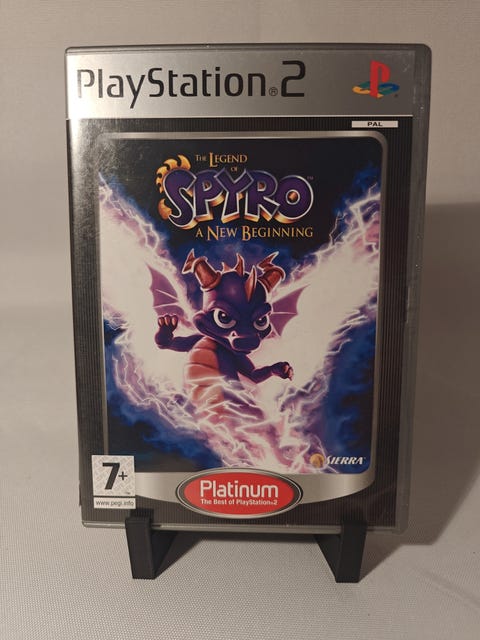 PlayStation®2
PAL
THE LEGEND
OF
SPYRO™
A NEW BEGINNING
SIERRA
7+
www.pegi.info
Platinum
The Best of PlayStation®2